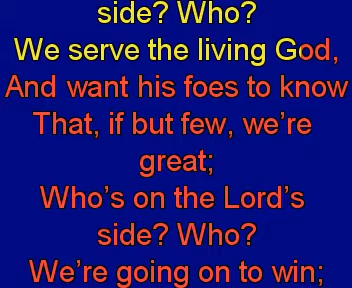 side? Who?
We serve the living God,
And want his foes to know
That, if but few, we’re
great;
Who’s on the Lord’s
side? Who?
We’re going on to win;